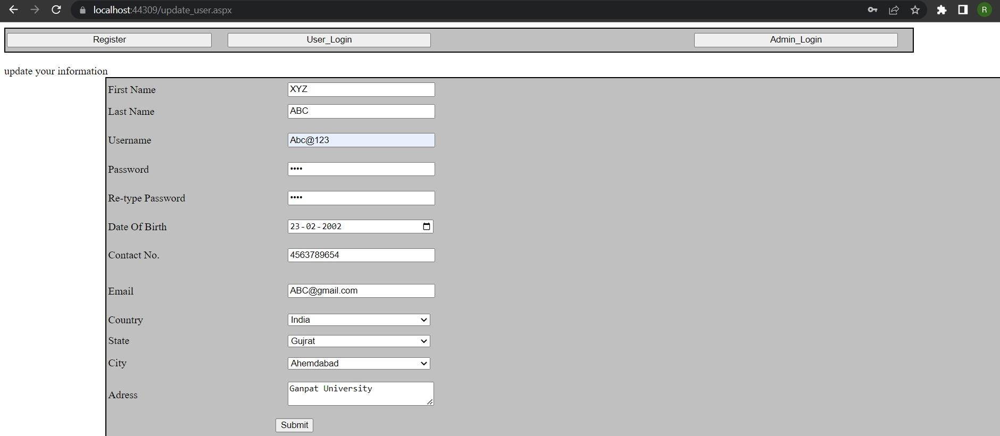 localhost:44309/update_user.aspx
R
Register User_Login Admin_Login
update your information
First Name XYZ
Last Name ABC
Username Abc@123
Password ••••
Re-type Password ••••
Date Of Birth 23-02-2002
Contact No. 4563789654
Email ABC@gmail.com
Country India
State Gujrat
City Ahemdabad
Adress Ganpat University
Submit